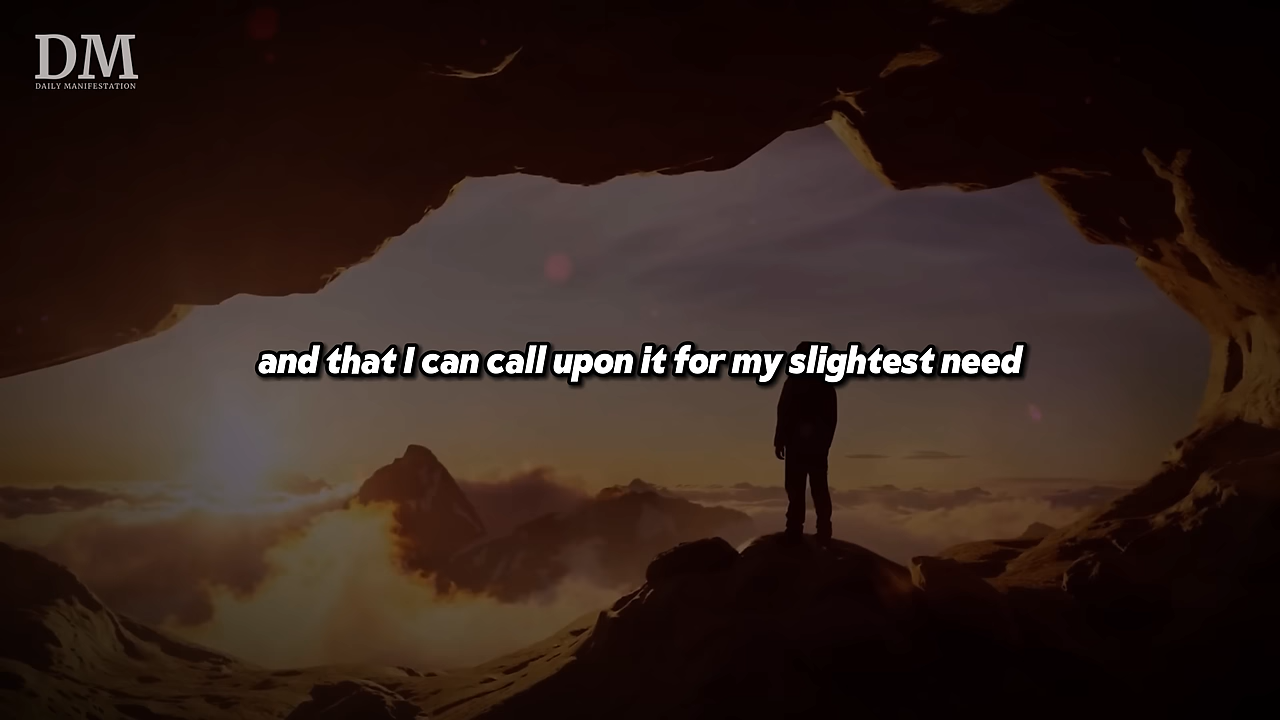 DM
DAILY MANIFESTATION
and that I can call upon it for my slightest need